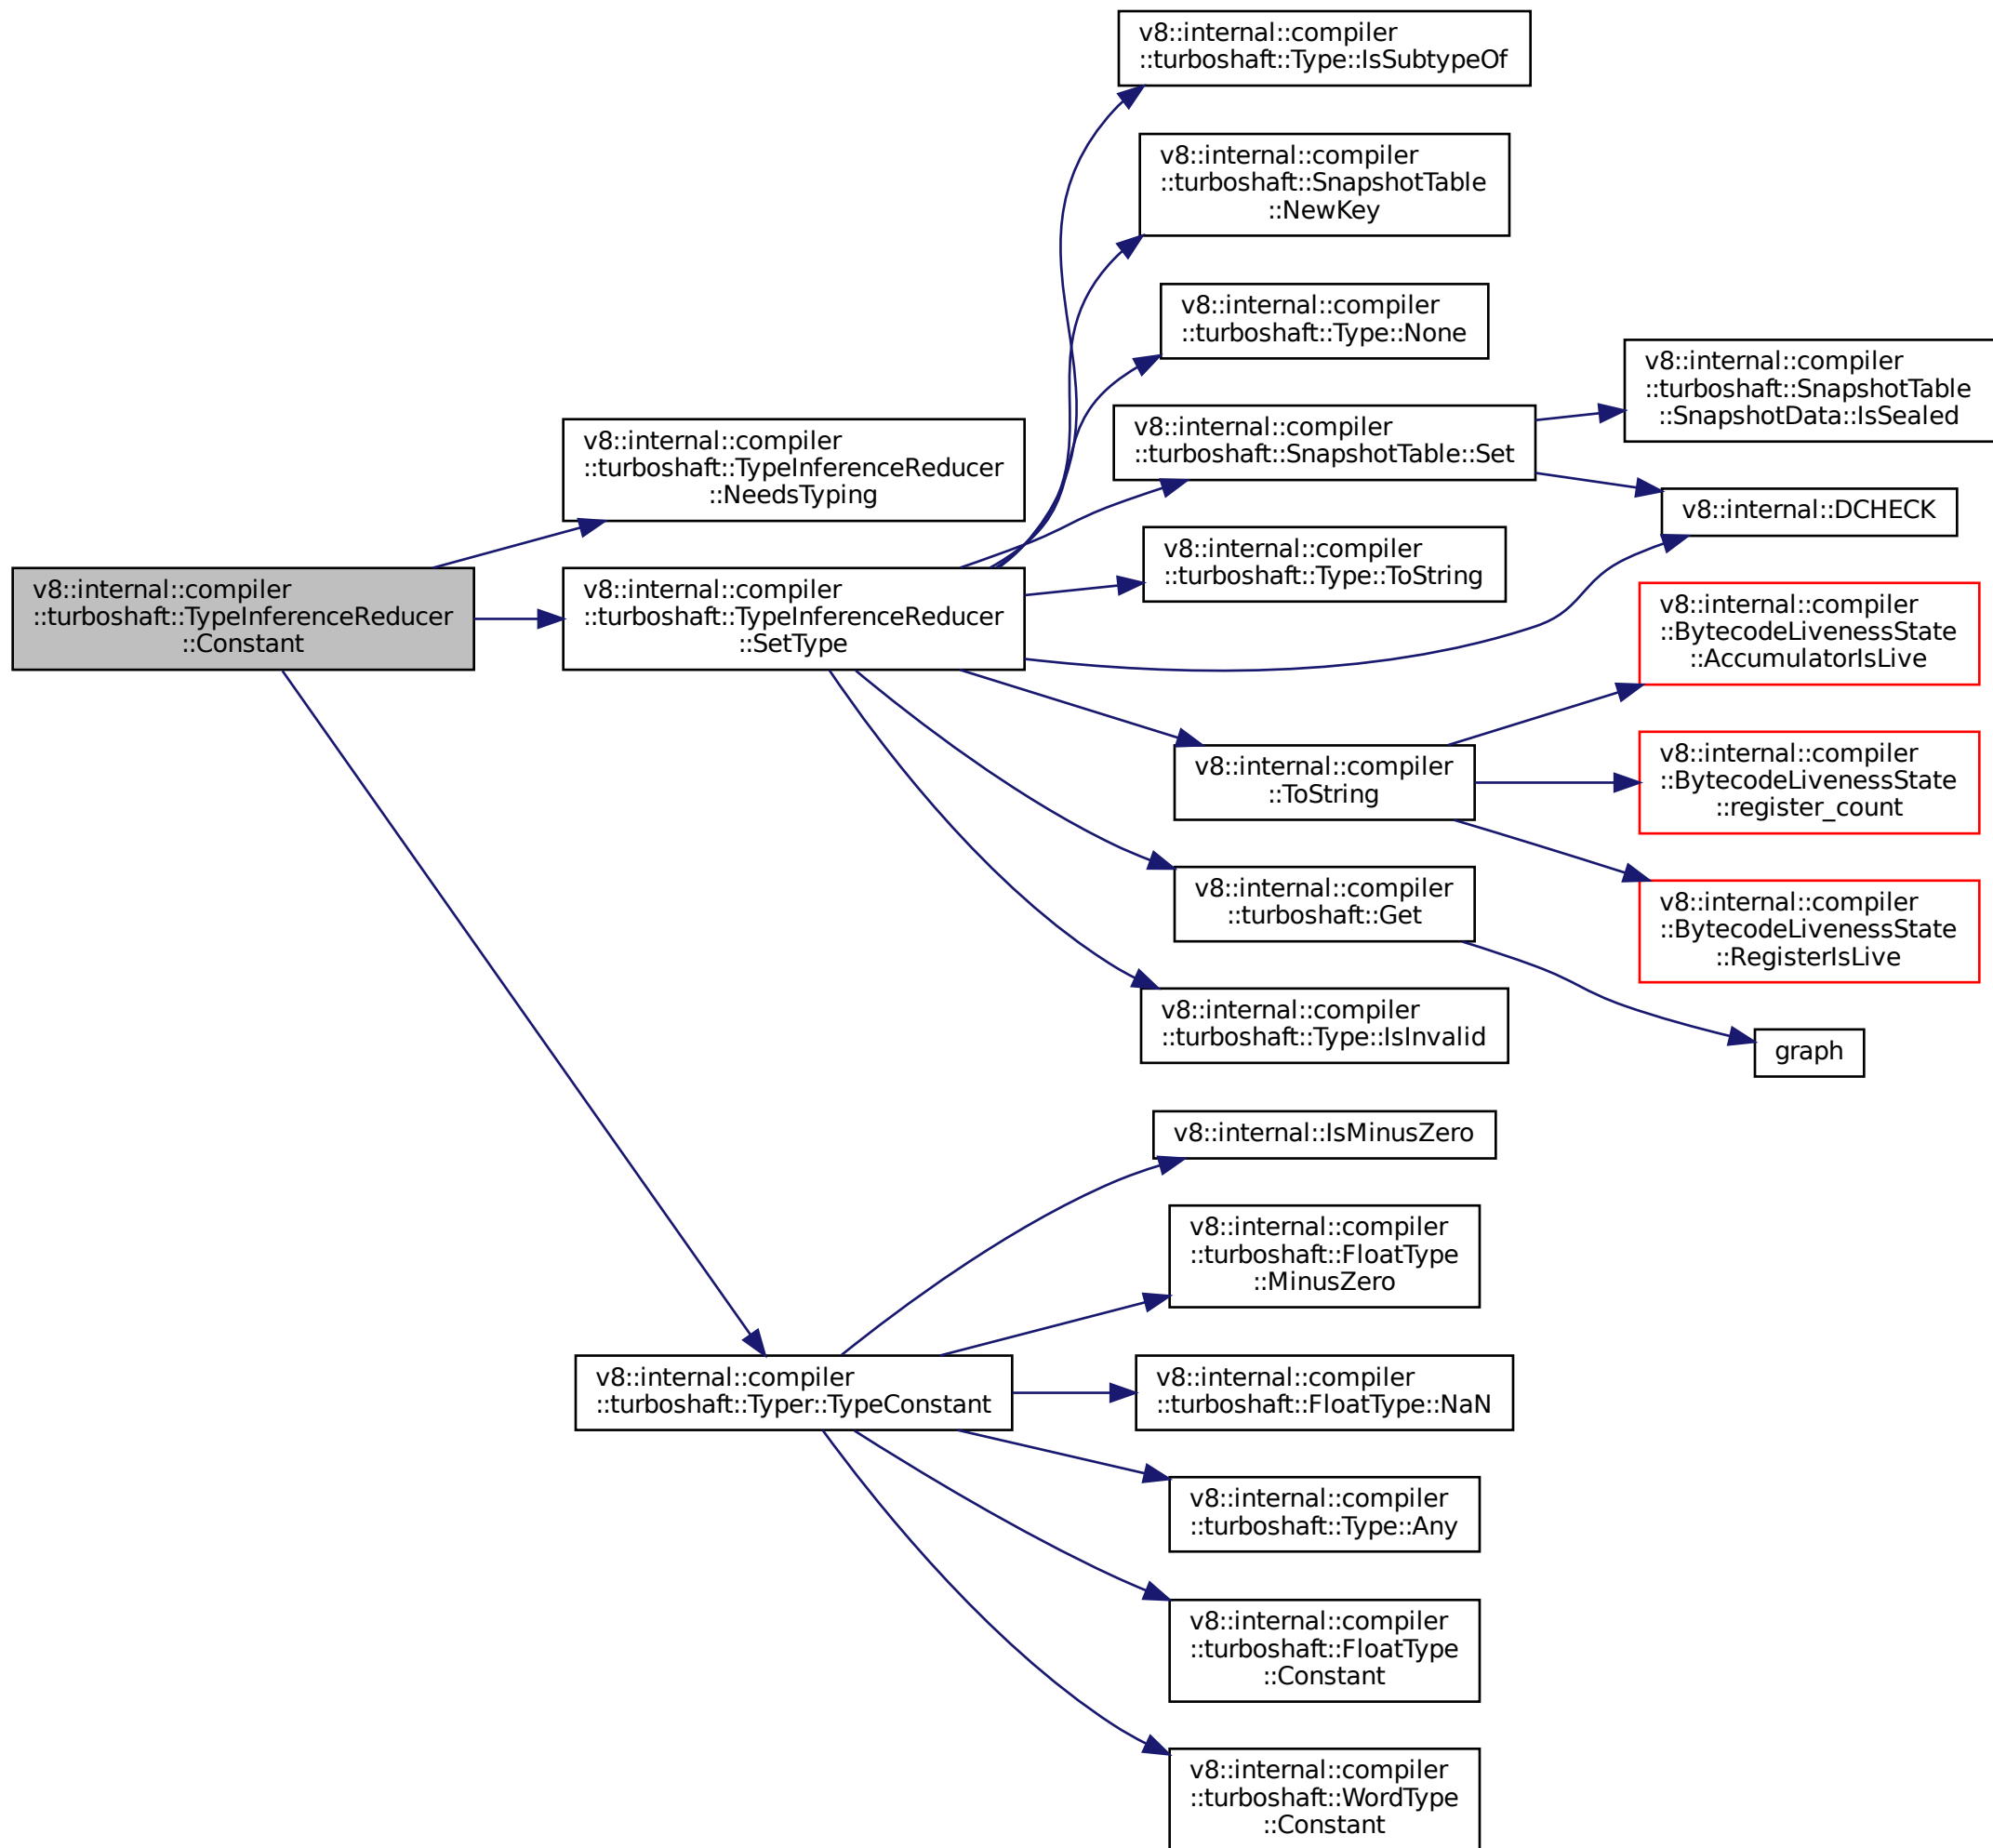 v8::internal::compiler
::turboshaft::Type::IsSubtypeOf
v8::internal::compiler
::turboshaft::SnapshotTable
::NewKey
v8::internal::compiler
::turboshaft::Type::None
v8::internal::compiler
::turboshaft::SnapshotTable
::SnapshotData::IsSealed
v8::internal::compiler
::turboshaft::SnapshotTable::Set
v8::internal::compiler
::turboshaft::TypeInferenceReducer
::NeedsTyping
v8::internal::DCHECK
v8::internal::compiler
::turboshaft::Type::ToString
v8::internal::compiler
::turboshaft::TypeInferenceReducer
::Constant
v8::internal::compiler
::turboshaft::TypeInferenceReducer
::SetType
v8::internal::compiler
::BytecodeLivenessState
::AccumulatorIsLive
v8::internal::compiler
::ToString
v8::internal::compiler
::BytecodeLivenessState
::register_count
v8::internal::compiler
::turboshaft::Get
v8::internal::compiler
::BytecodeLivenessState
::RegisterIsLive
v8::internal::compiler
::turboshaft::Type::IsInvalid
graph
v8::internal::IsMinusZero
v8::internal::compiler
::turboshaft::FloatType
::MinusZero
v8::internal::compiler
::turboshaft::Typer::TypeConstant
v8::internal::compiler
::turboshaft::FloatType::NaN
v8::internal::compiler
::turboshaft::Type::Any
v8::internal::compiler
::turboshaft::FloatType
::Constant
v8::internal::compiler
::turboshaft::WordType
::Constant